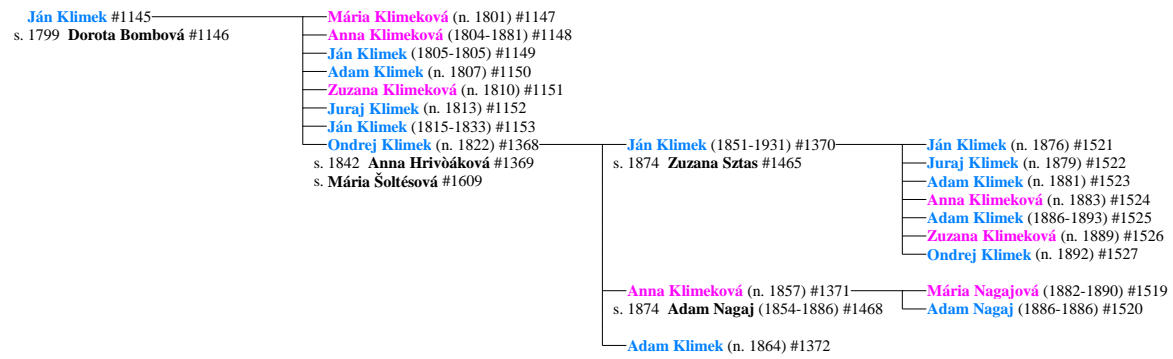 Ján Klimek #1145
s. 1799 Dorota Bombová #1146
Mária Klimeková (n. 1801) #1147
Anna Klimeková (1804-1881) #1148
Ján Klimek (1805-1805) #1149
Adam Klimek (n. 1807) #1150
Zuzana Klimeková (n. 1810) #1151
Juraj Klimek (n. 1813) #1152
Ján Klimek (1815-1833) #1153
Ondrej Klimek (n. 1822) #1368
s. 1842 Anna Hrivòáková #1369
s. Mária Šoltésová #1609
Ján Klimek (1851-1931) #1370
s. 1874 Zuzana Sztas #1465
Ján Klimek (n. 1876) #1521
Juraj Klimek (n. 1879) #1522
Adam Klimek (n. 1881) #1523
Anna Klimeková (n. 1883) #1524
Adam Klimek (1886-1893) #1525
Zuzana Klimeková (n. 1889) #1526
Ondrej Klimek (n. 1892) #1527
Anna Klimeková (n. 1857) #1371
s. 1874 Adam Nagaj (1854-1886) #1468
Mária Nagajová (1882-1890) #1519
Adam Nagaj (1886-1886) #1520
Adam Klimek (n. 1864) #1372